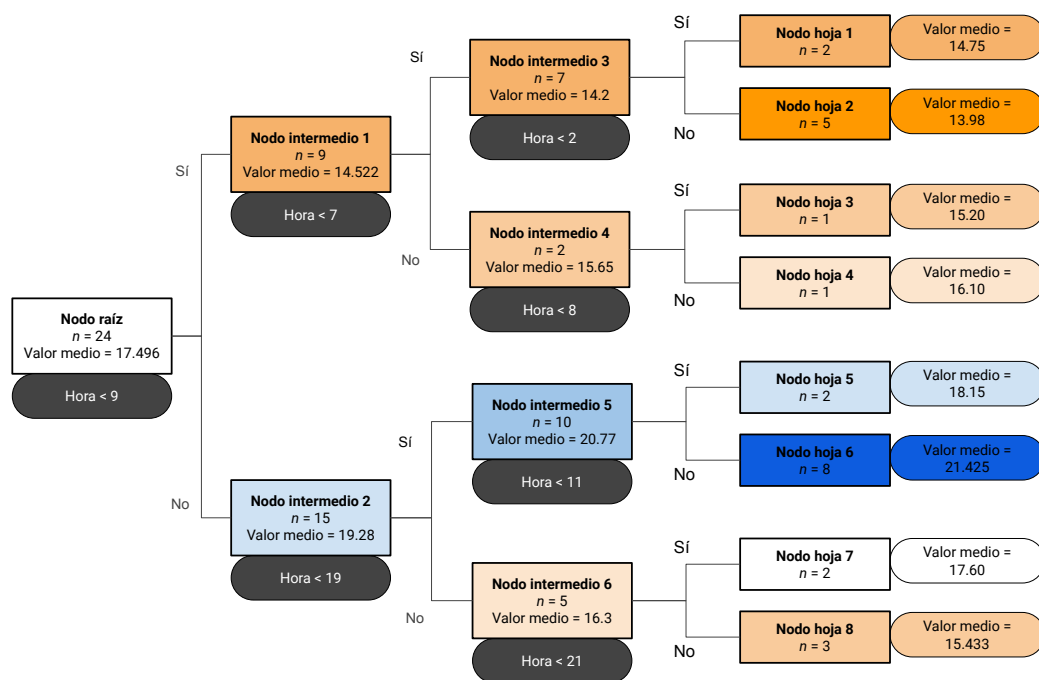 Nodo raíz
n = 24
Valor medio = 17.496
Hora < 9
Sí
No
Nodo intermedio 1
n = 9
Valor medio = 14.522
Hora < 7
Nodo intermedio 2
n = 15
Valor medio = 19.28
Hora < 19
Sí
No
Nodo intermedio 3
n = 7
Valor medio = 14.2
Hora < 2
Nodo intermedio 4
n = 2
Valor medio = 15.65
Hora < 8
Sí
No
Nodo intermedio 5
n = 10
Valor medio = 20.77
Hora < 11
Nodo intermedio 6
n = 5
Valor medio = 16.3
Hora < 21
Sí
No
Nodo hoja 1
n = 2
Valor medio =
14.75
Nodo hoja 2
n = 5
Valor medio =
13.98
Sí
No
Nodo hoja 3
n = 1
Valor medio =
15.20
Nodo hoja 4
n = 1
Valor medio =
16.10
Sí
No
Nodo hoja 5
n = 2
Valor medio =
18.15
Nodo hoja 6
n = 8
Valor medio =
21.425
Sí
No
Nodo hoja 7
n = 2
Valor medio =
17.60
Nodo hoja 8
n = 3
Valor medio =
15.433